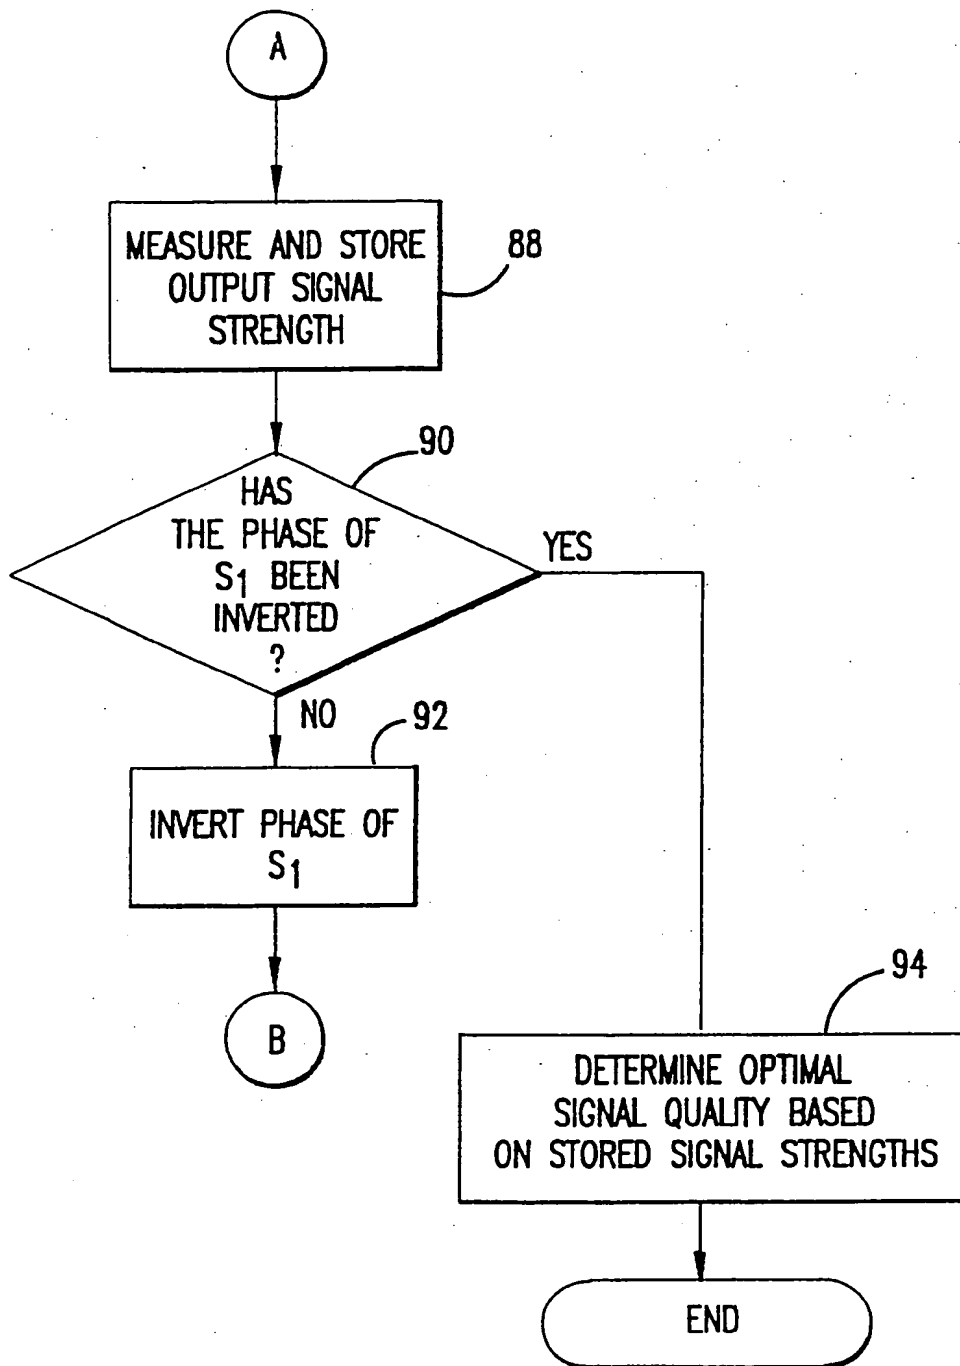 A
MEASURE AND STORE
OUTPUT SIGNAL
STRENGTH
88
90
HAS
THE PHASE OF
S1 BEEN
INVERTED
?
YES
NO
92
INVERT PHASE OF
S1
B
94
DETERMINE OPTIMAL
SIGNAL QUALITY BASED
ON STORED SIGNAL STRENGTHS
END